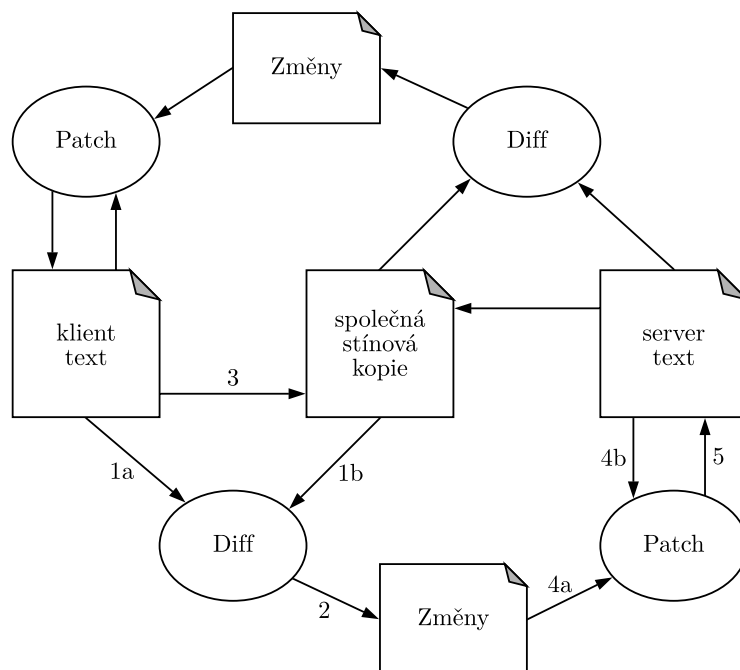 Změny
Patch
Diff
klient
text
společná
stínová
kopie
server
text
3
1a
1b
4b
5
Diff
Patch
2
4a
Změny